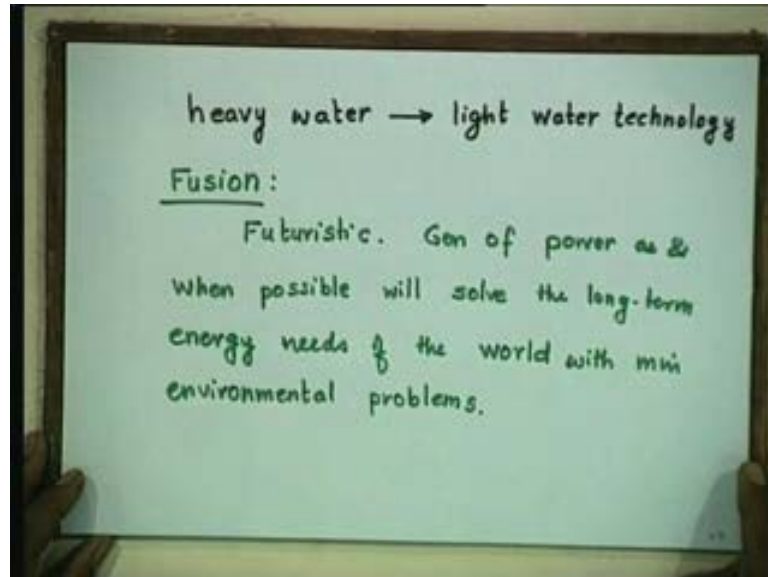 heavy water → light water technology
Fusion :
Futuristic. Gen of power as &
when possible will solve the long-term
energy needs of the world with min
environmental problems.